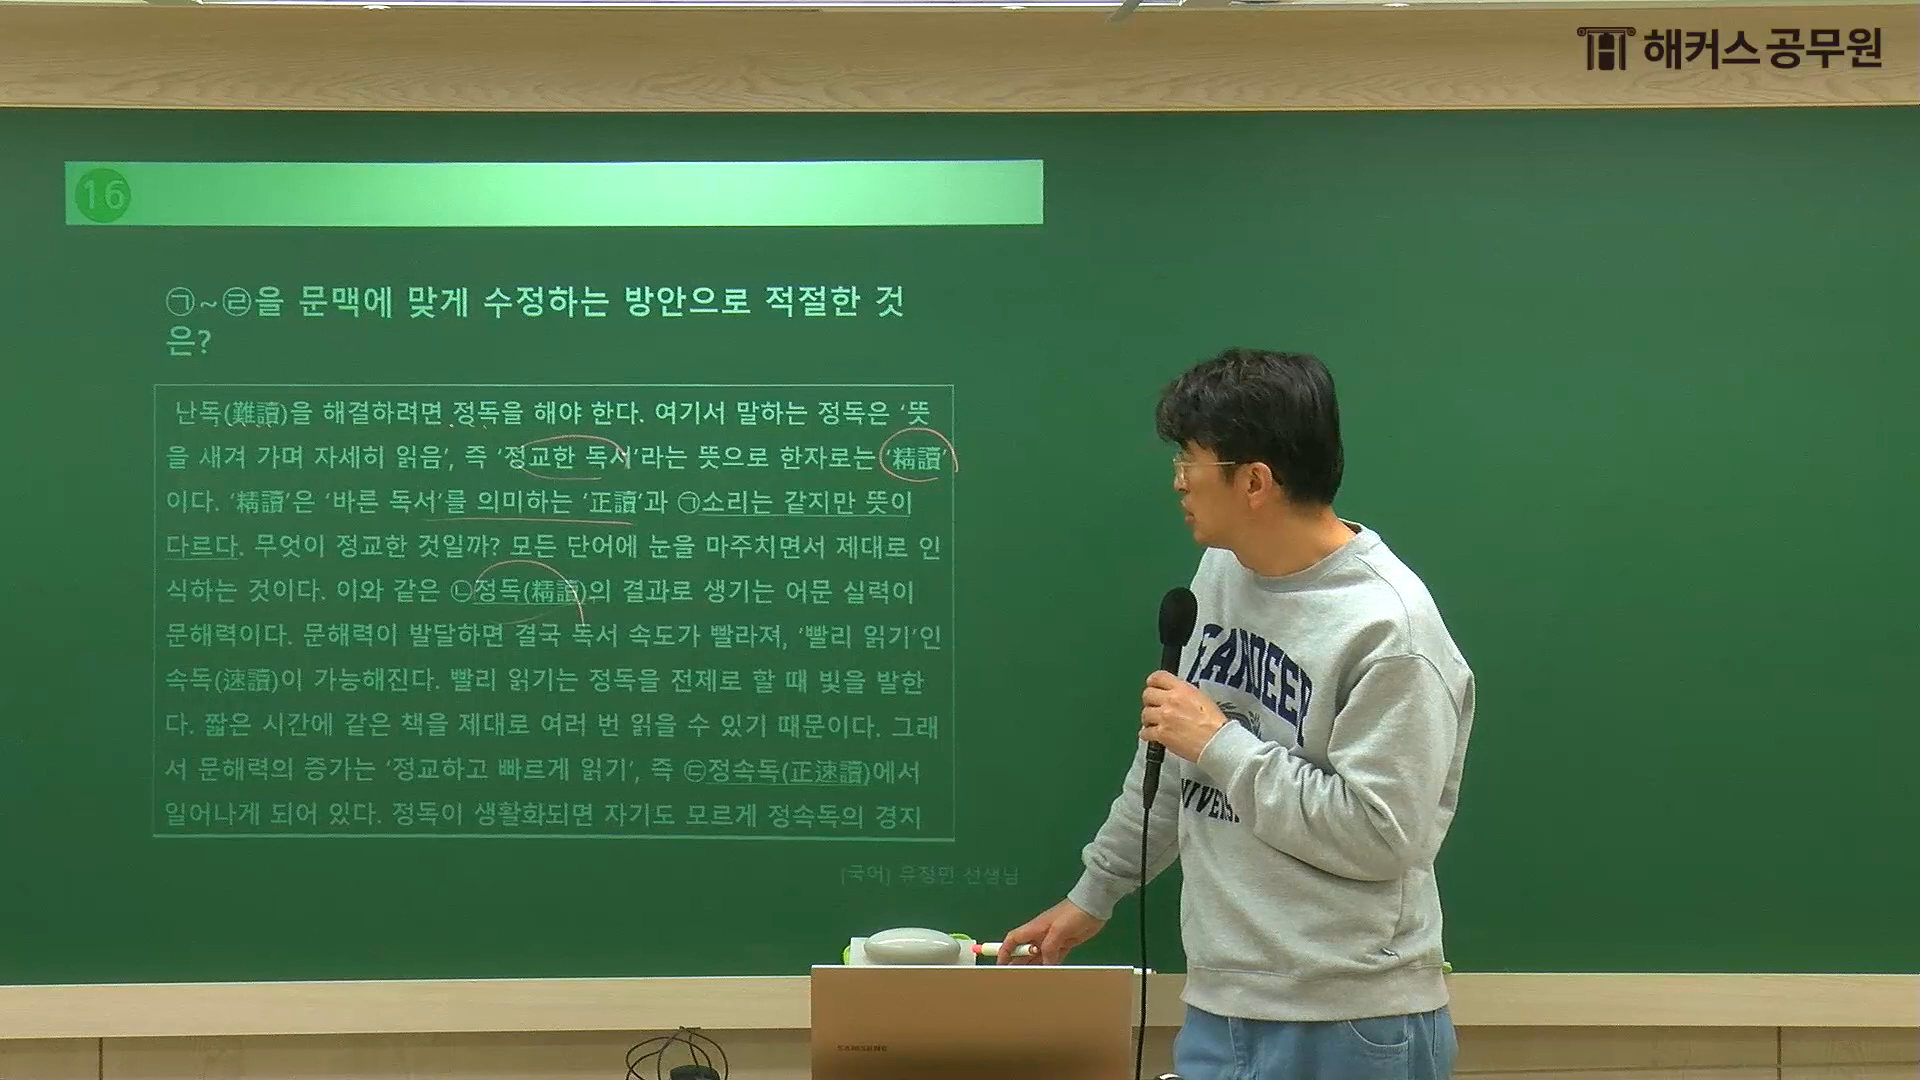 해커스공무원
16
㉠~㉣을 문맥에 맞게 수정하는 방안으로 적절한 것
은?
난독(難讀)을 해결하려면 정독을 해야 한다. 여기서 말하는 정독은 ‘뜻
을 새겨 가며 자세히 읽음’, 즉 ‘정교한 독서’라는 뜻으로 한자로는 ‘精讀’
이다. ‘精讀’은 ‘바른 독서’를 의미하는 ‘正讀’과 ㉠소리는 같지만 뜻이
다르다. 무엇이 정교한 것일까? 모든 단어에 눈을 마주치면서 제대로 인
식하는 것이다. 이와 같은 ㉡정독(精讀)의 결과로 생기는 어문 실력이
문해력이다. 문해력이 발달하면 결국 독서 속도가 빨라져, ‘빨리 읽기’인
속독(速讀)이 가능해진다. 빨리 읽기는 정독을 전제로 할 때 빛을 발한
다. 짧은 시간에 같은 책을 제대로 여러 번 읽을 수 있기 때문이다. 그래
서 문해력의 증가는 ‘정교하고 빠르게 읽기’, 즉 ㉢정속독(正速讀)에서
일어나게 되어 있다. 정독이 생활화되면 자기도 모르게 정속독의 경지
[국어] 유정민 선생님
SAMSUNG